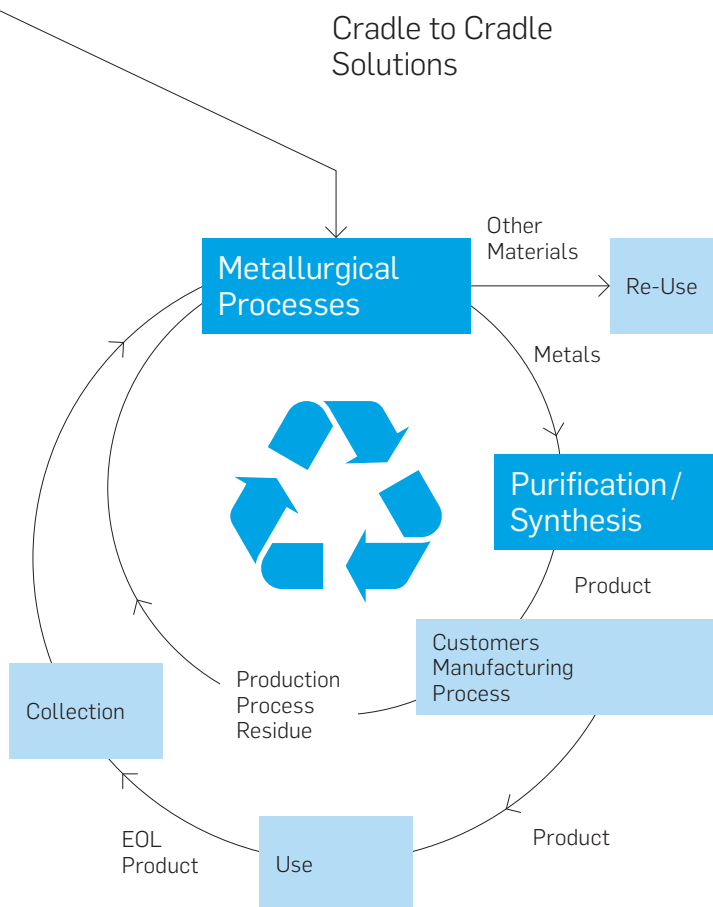 Cradle to Cradle
Solutions
Other
Materials
Metallurgical
Processes
Re-Use
Metals
Purification/
Synthesis
Product
Customers
Manufacturing
Process
Production
Process
Residue
Collection
Product
EOL
Product
Use